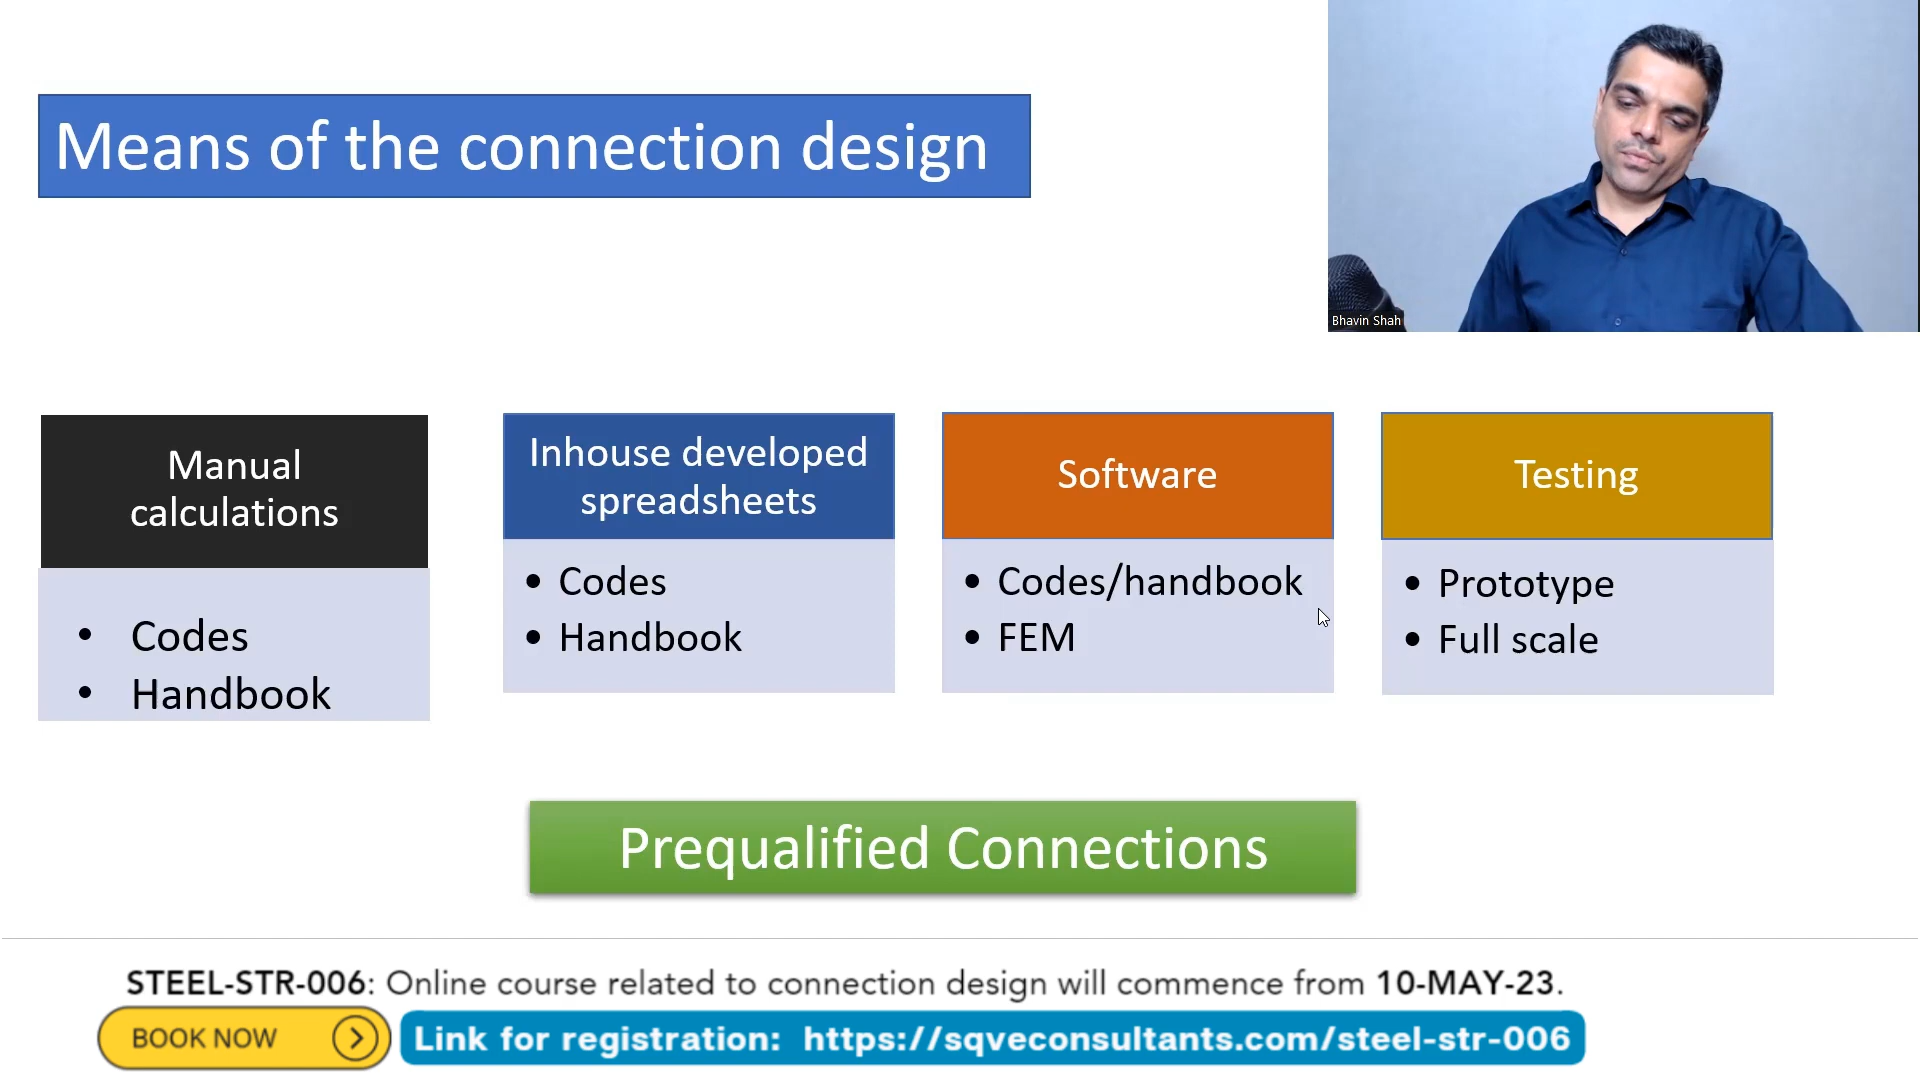 Means of the connection design
Bhavin Shah
Manual
calculations
• Codes
• Handbook
Inhouse developed
spreadsheets
• Codes
• Handbook
Software
• Codes/handbook
• FEM
Testing
• Prototype
• Full scale
Prequalified Connections
STEEL-STR-006: Online course related to connection design will commence from 10-MAY-23.
BOOK NOW
Link for registration: https://sqveconsultants.com/steel-str-006